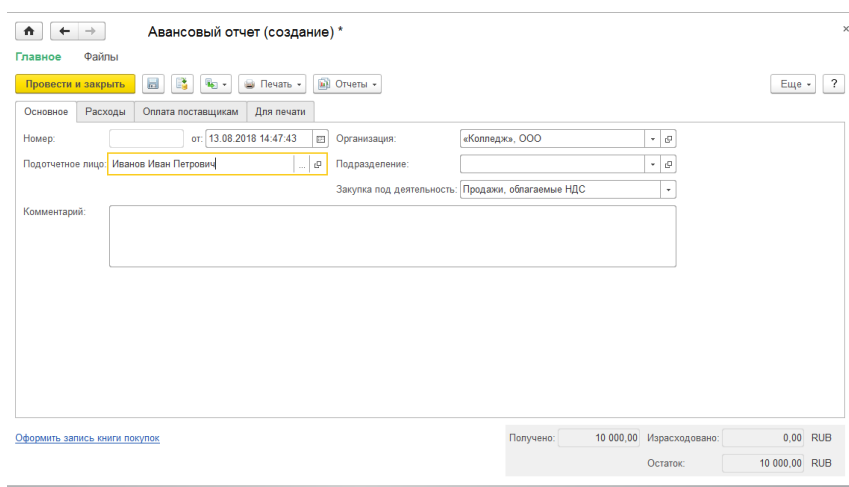 Авансовый отчет (создание) *
Главное Файлы
Провести и закрыть Печать Отчеты Еще ?
Основное Расходы Оплата поставщикам Для печати
Номер: от: 13.08.2018 14:47:43 Организация: «Колледж», ООО
Подотчетное лицо: Иванов Иван Петрович ... Подразделение:
Закупка под деятельность: Продажи, облагаемые НДС
Комментарий:
Оформить запись книги покупок Получено: 10 000,00 Израсходовано: 0,00 RUB
Остаток: 10 000,00 RUB